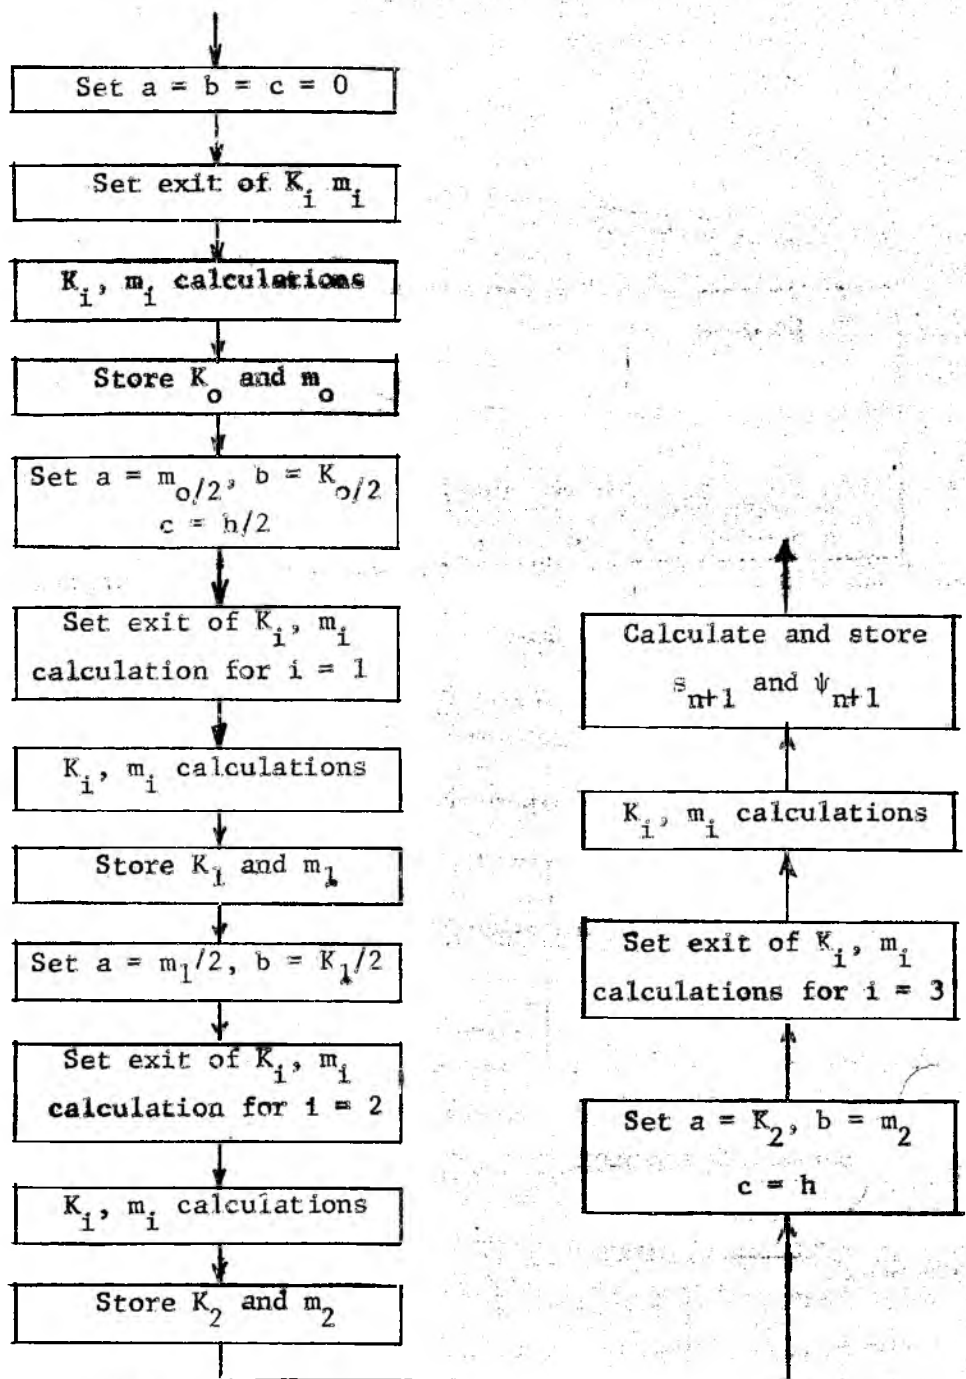 Set a = b = c = 0
Set exit of K_i m_i
K_i, m_i calculations
Store K_o and m_o
Set a = m_o/2, b = K_o/2
c = h/2
Set exit of K_i, m_i
calculation for i = 1
K_i, m_i calculations
Store K_1 and m_1
Set a = m_1/2, b = K_1/2
Set exit of K_i, m_i
calculation for i = 2
K_i, m_i calculations
Store K_2 and m_2
Set a = K_2, b = m_2
c = h
Set exit of K_i, m_i
calculations for i = 3
K_i, m_i calculations
Calculate and store
s_n+1 and ψ_n+1